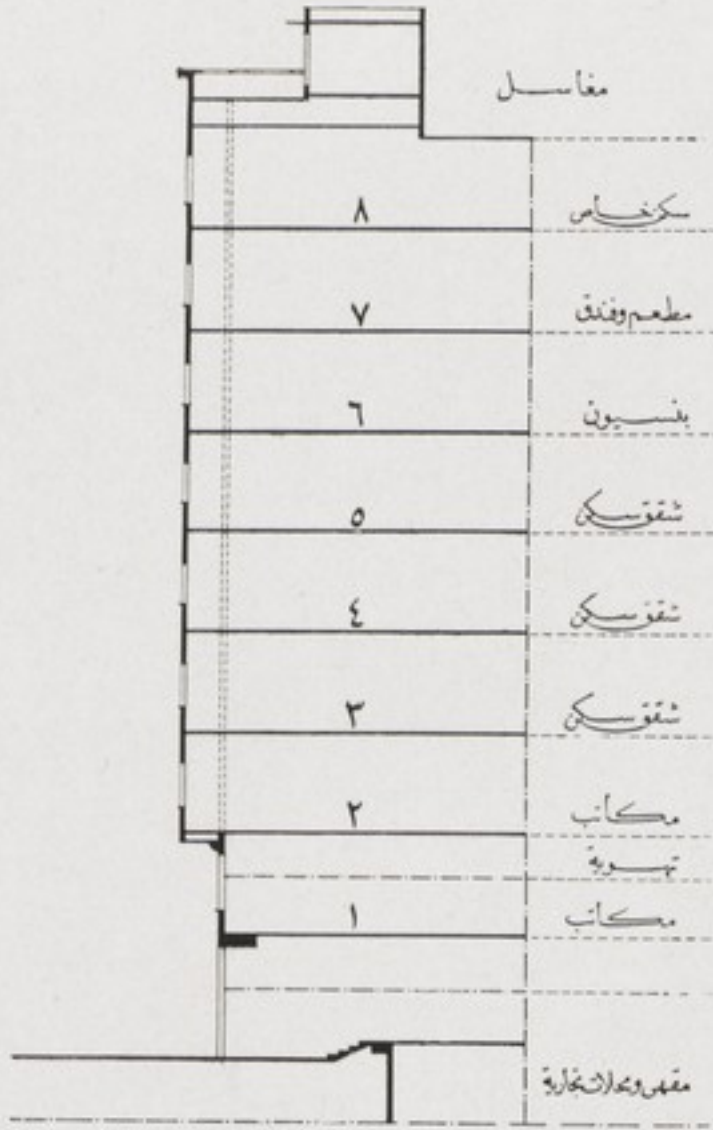 مغاسل
٨
سكن خاص
٧
مطعم وفندق
٦
بنسيون
٥
شقق سكن
٤
شقق سكن
٣
شقق سكن
٢
مكاتب
تهوية
١
مكاتب
مقهى ومحلات تجارية